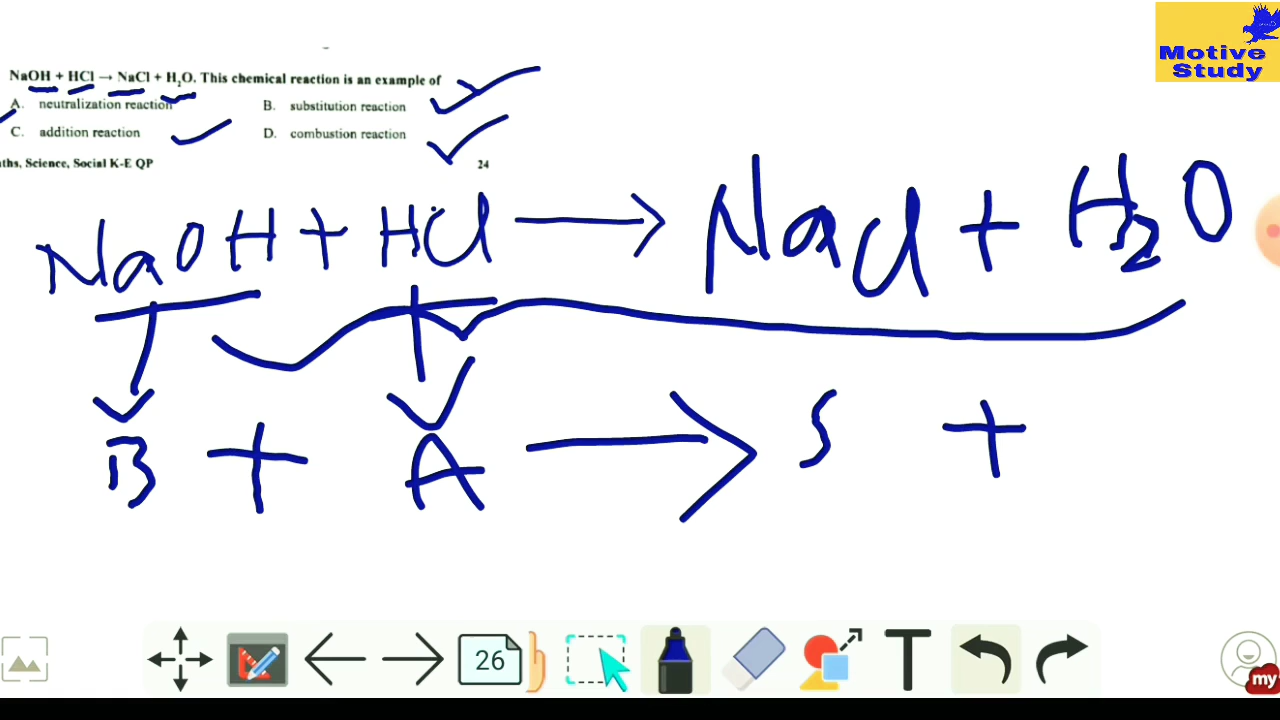 Motive
Study
NaOH + HCl → NaCl + H₂O. This chemical reaction is an example of
A. neutralization reaction B. substitution reaction
C. addition reaction D. combustion reaction
ths, Science, Social K-E QP 24
NaOH + HCl → NaCl + H₂O
B + A → S +
26
T
my